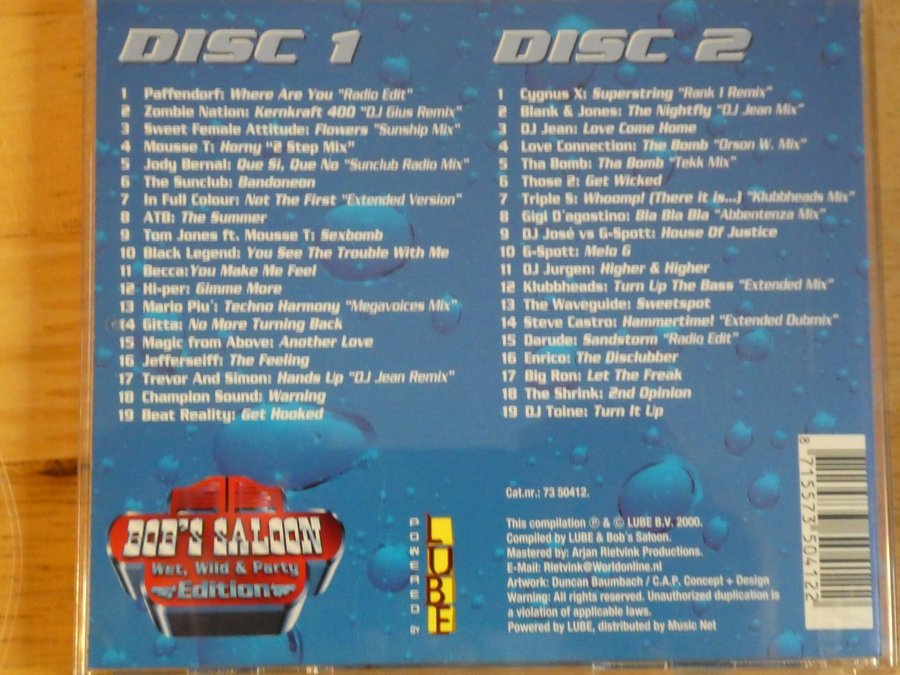 DISC 1
1 Paffendorf: Where Are You "Radio Edit"
2 Zombie Nation: Kernkraft 400 "DJ Gius Remix"
3 Sweet Female Attitude: Flowers "Sunship Mix"
4 Mousse T: Horny "2 Step Mix"
5 Jody Bernal: Que Si, Que No "Sunclub Radio Mix"
6 The Sunclub: Bandoneon
7 In Full Colour: Not The First "Extended Version"
8 ATB: The Summer
9 Tom Jones ft. Mousse T: Sexbomb
10 Black Legend: You See The Trouble With Me
11 Becca: You Make Me Feel
12 Hi-per: Gimme More
13 Mario Piu': Techno Harmony "Megavoices Mix"
14 Gitta: No More Turning Back
15 Magic from Above: Another Love
16 Jefferseiff: The Feeling
17 Trevor And Simon: Hands Up "DJ Jean Remix"
18 Champion Sound: Warning
19 Beat Reality: Get Hooked
DISC 2
1 Cygnus X: Superstring "Rank 1 Remix"
2 Blank & Jones: The Nightfly "DJ Jean Mix"
3 DJ Jean: Love Come Home
4 Love Connection: The Bomb "Orson W. Mix"
5 Tha Bomb: Tha Bomb "Tekk Mix"
6 Those 2: Get Wicked
7 Triple S: Whoomp! (There it is...) "Klubbheads Mix"
8 Gigi D'agostino: Bla Bla Bla "Abbentenza Mix"
9 DJ José vs G-Spott: House Of Justice
10 G-Spott: Melo G
11 DJ Jurgen: Higher & Higher
12 Klubbheads: Turn Up The Bass "Extended Mix"
13 The Waveguide: Sweetspot
14 Steve Castro: Hammertime! "Extended Dubmix"
15 Darude: Sandstorm "Radio Edit"
16 Enrico: The Disclubber
17 Big Ron: Let The Freak
18 The Shrink: 2nd Opinion
19 DJ Toine: Turn It Up
BOB'S SALOON
Wet, Wild & Party
Edition
POWERED BY
LUBE
Cat.nr.: 73 50412.
This compilation ℗ & © LUBE B.V. 2000.
Compiled by LUBE & Bob's Saloon.
Mastered by: Arjan Rietvink Productions.
E-Mail: Rietvink@Worldonline.nl
Artwork: Duncan Baumbach / C.A.P. Concept + Design
Warning: All rights reserved. Unauthorized duplication is
a violation of applicable laws.
Powered by LUBE, distributed by Music Net
8 715573 504122